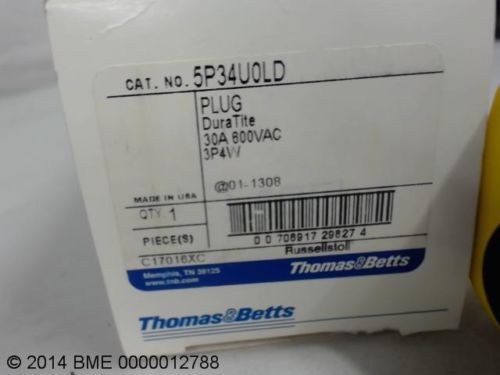 CAT. NO. 5P34U0LD
PLUG
DuraTite
30A 600VAC
3P4W
@01-1308
MADE IN USA
QTY. 1
PIECE(S)
0 0 706917 29827 4
C17016XC
Russellstoll
Memphis, TN 38125
www.tnb.com
Thomas&Betts
Thomas&Betts
© 2014 BME 0000012788